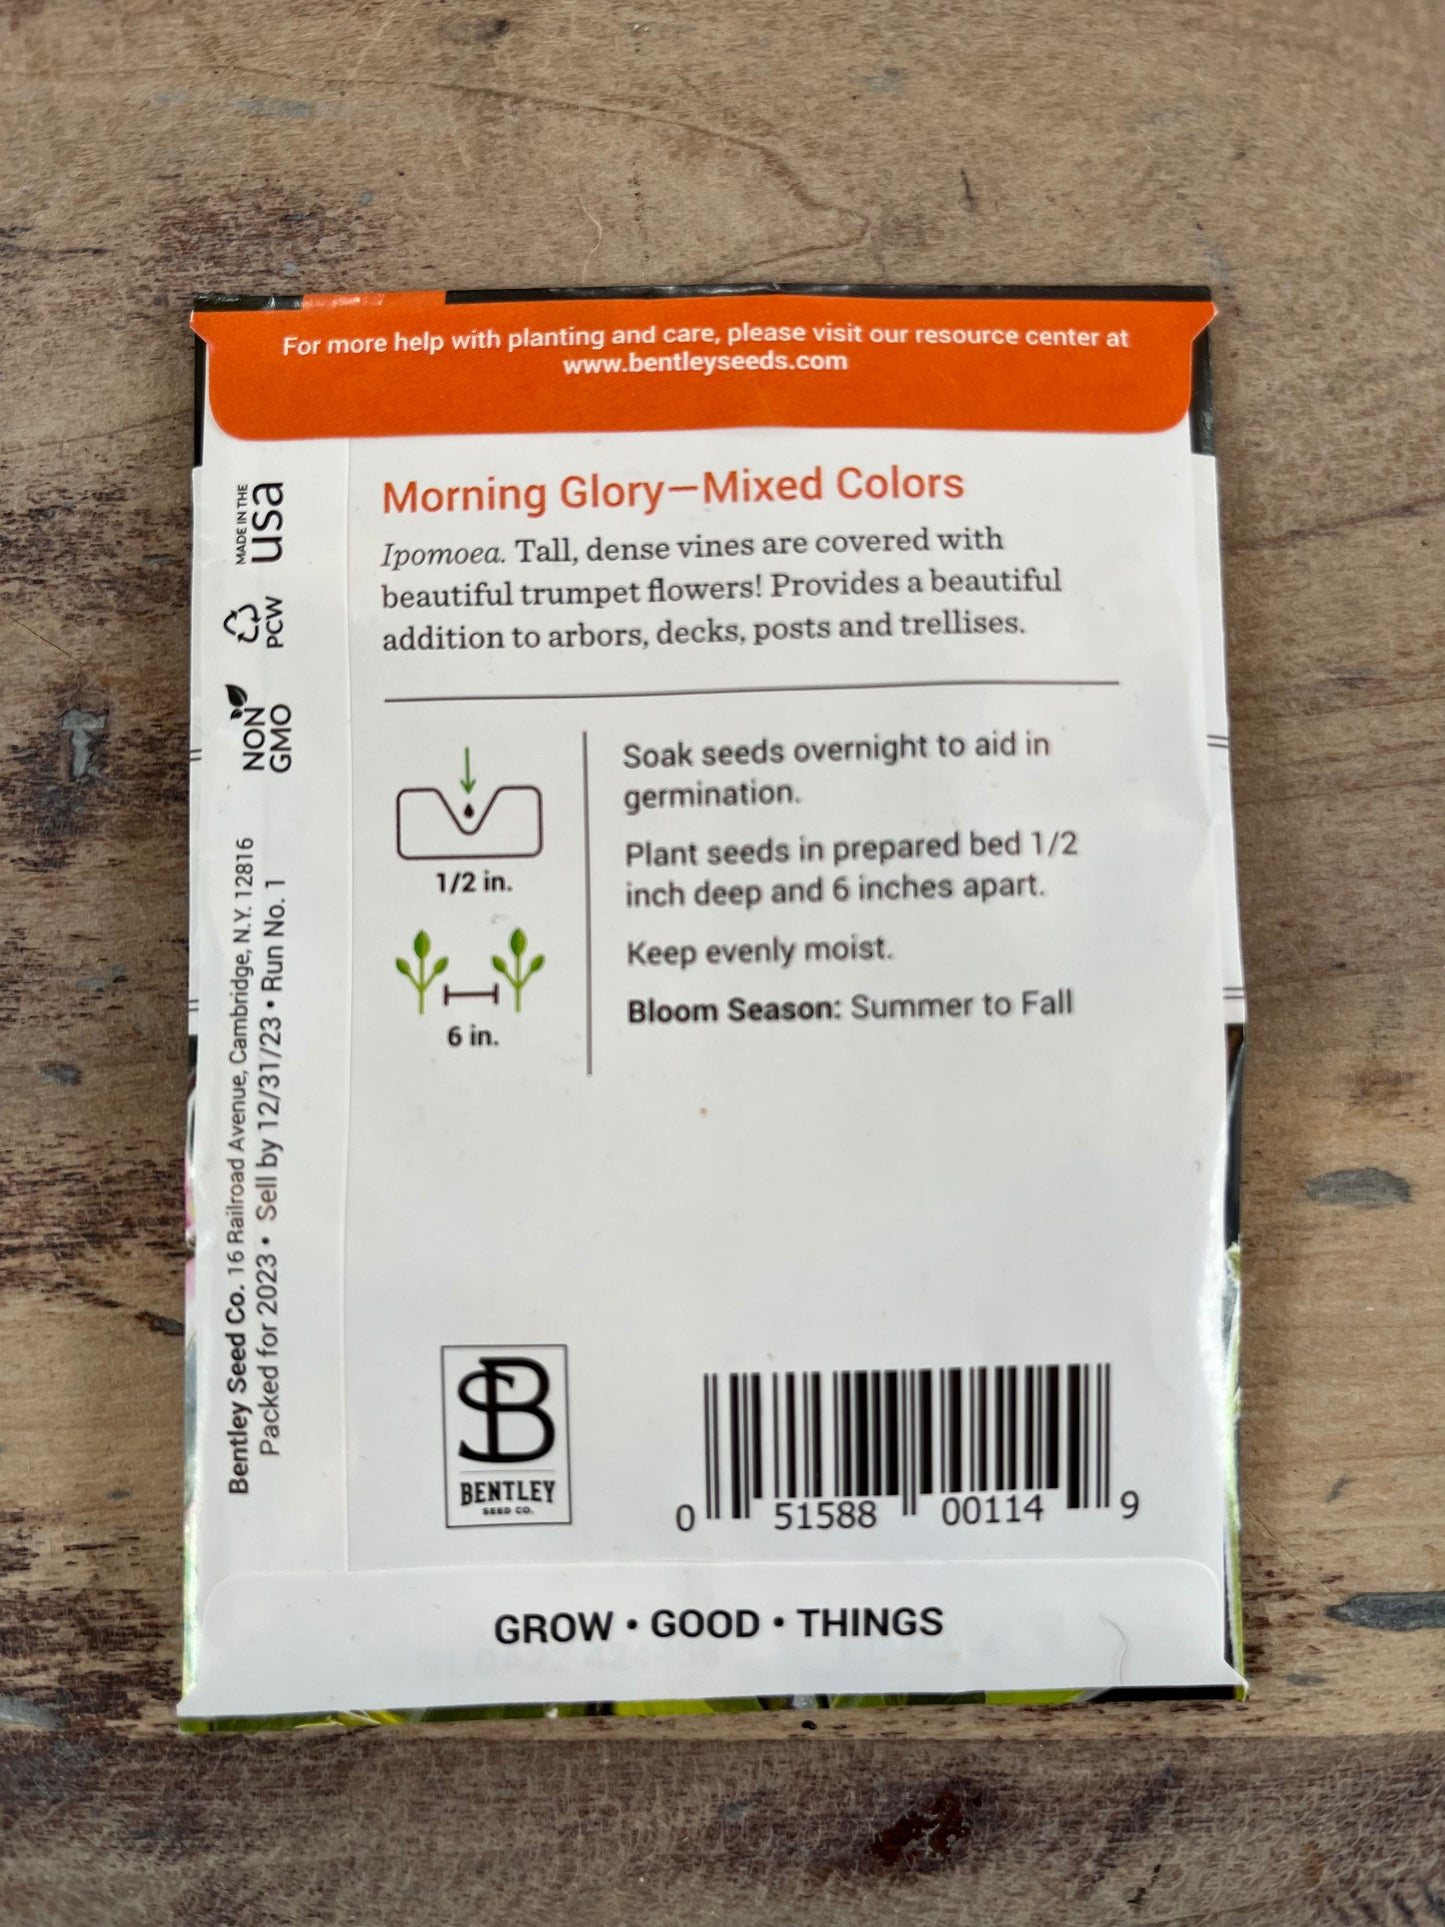 For more help with planting and care, please visit our resource center at
www.bentleyseeds.com
MADE IN THE
USA
PCW
NON
GMO
Bentley Seed Co. 16 Railroad Avenue, Cambridge, N.Y. 12816
Packed for 2023 • Sell by 12/31/23 • Run No. 1
Morning Glory—Mixed Colors
Ipomoea. Tall, dense vines are covered with
beautiful trumpet flowers! Provides a beautiful
addition to arbors, decks, posts and trellises.
1/2 in.
6 in.
Soak seeds overnight to aid in
germination.
Plant seeds in prepared bed 1/2
inch deep and 6 inches apart.
Keep evenly moist.
Bloom Season: Summer to Fall
SB
BENTLEY
SEED CO.
0 51588 00114 9
GROW • GOOD • THINGS